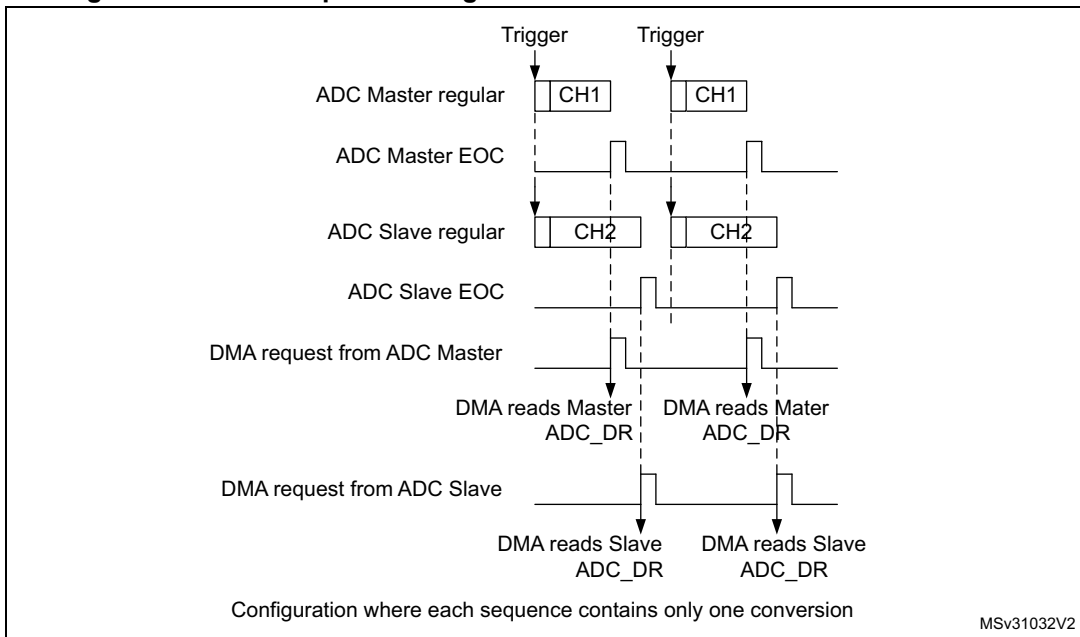 Trigger Trigger
ADC Master regular CH1 CH1
ADC Master EOC
ADC Slave regular CH2 CH2
ADC Slave EOC
DMA request from ADC Master
DMA reads Master DMA reads Mater
ADC_DR ADC_DR
DMA request from ADC Slave
DMA reads Slave DMA reads Slave
ADC_DR ADC_DR
Configuration where each sequence contains only one conversion
MSv31032V2